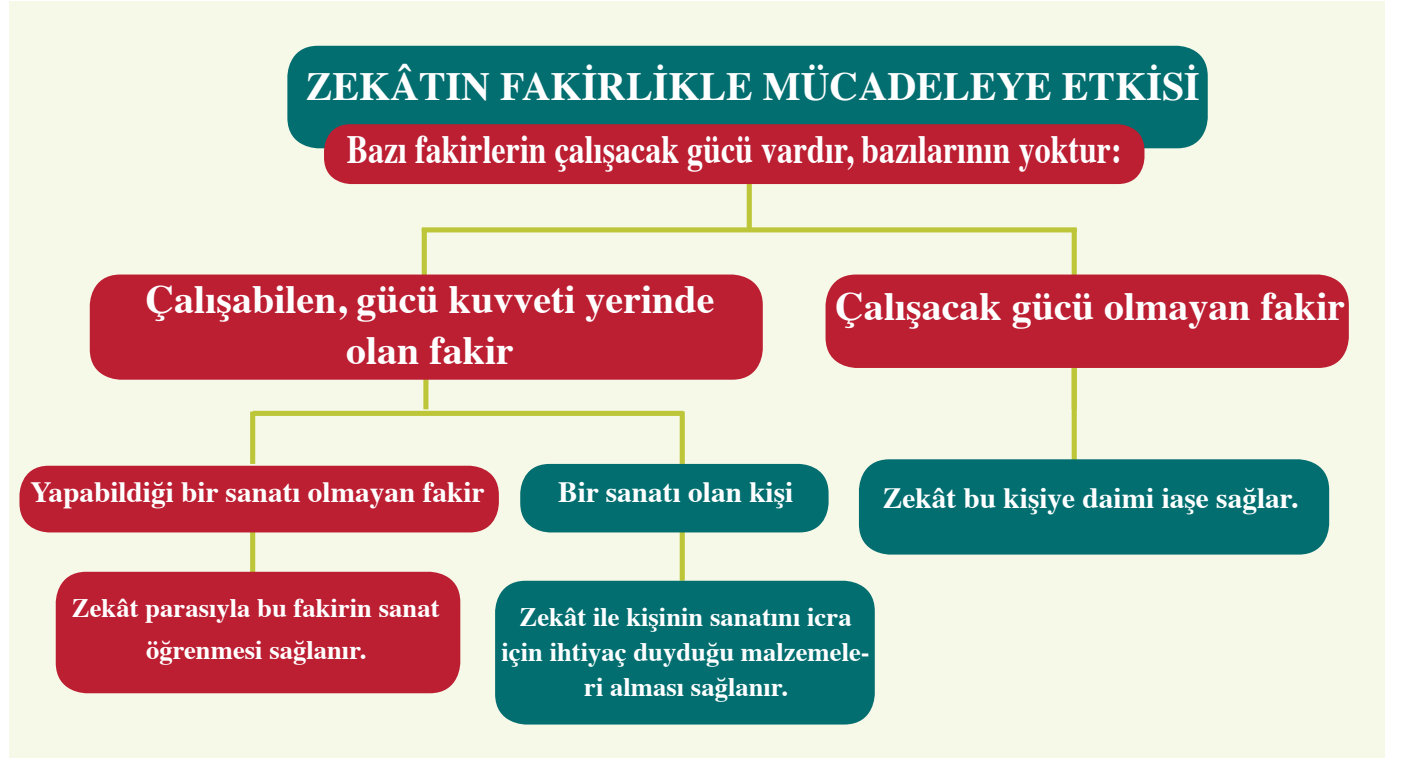 ZEKÂTIN FAKİRLİKLE MÜCADELEYE ETKİSİ
Bazı fakirlerin çalışacak gücü vardır, bazılarının yoktur:
Çalışabilen, gücü kuvveti yerinde
olan fakir
Çalışacak gücü olmayan fakir
Yapabildiği bir sanatı olmayan fakir
Bir sanatı olan kişi
Zekât bu kişiye daimi iaşe sağlar.
Zekât parasıyla bu fakirin sanat
öğrenmesi sağlanır.
Zekât ile kişinin sanatını icra
için ihtiyaç duyduğu malzemele-
ri alması sağlanır.